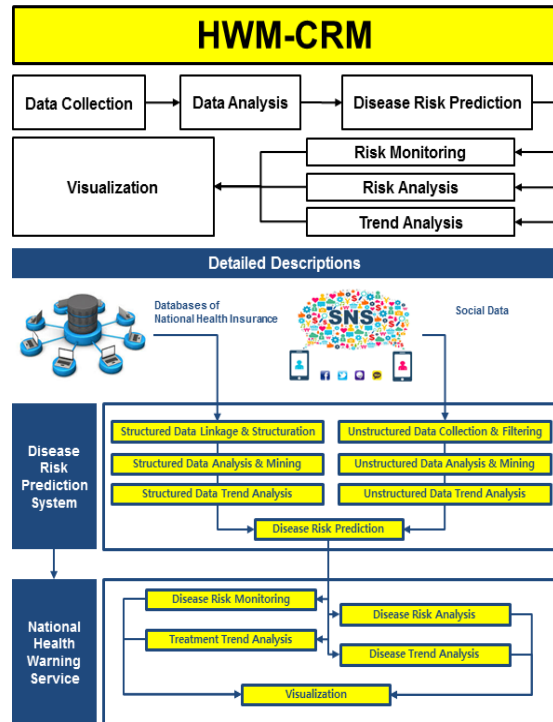 HWM-CRM
Data Collection
Data Analysis
Disease Risk Prediction
Visualization
Risk Monitoring
Risk Analysis
Trend Analysis
Detailed Descriptions
Databases of
National Health Insurance
SNS
Social Data
Disease
Risk
Prediction
System
Structured Data Linkage & Structuration
Unstructured Data Collection & Filtering
Structured Data Analysis & Mining
Unstructured Data Analysis & Mining
Structured Data Trend Analysis
Unstructured Data Trend Analysis
Disease Risk Prediction
National
Health
Warning
Service
Disease Risk Monitoring
Disease Risk Analysis
Treatment Trend Analysis
Disease Trend Analysis
Visualization